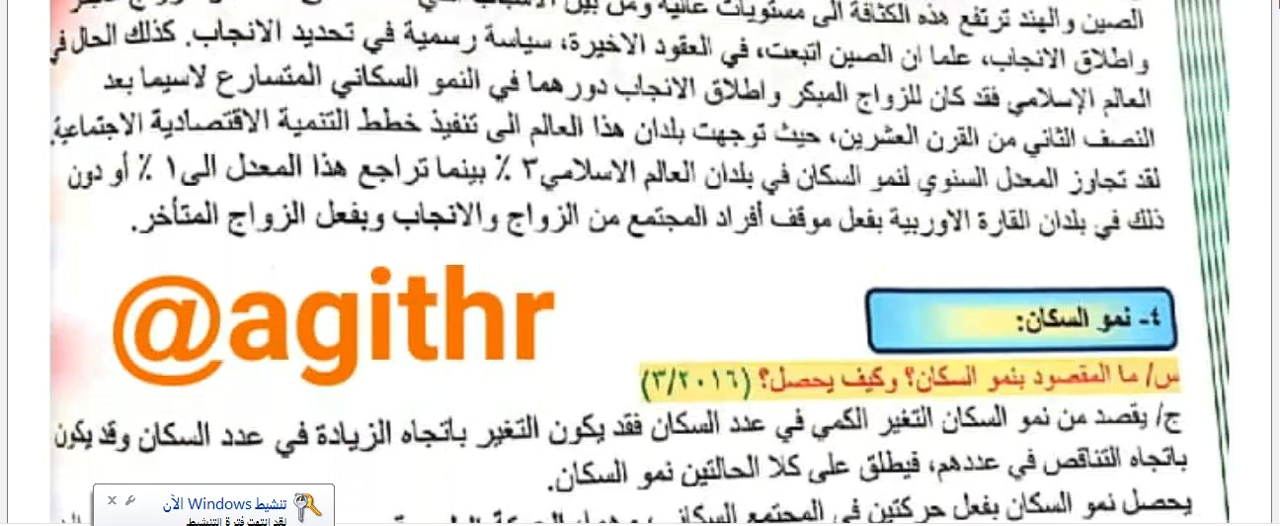 الصين والهند ترتفع هذه الكثافة الى مستويات عالية ومن بين الاسباب
واطلاق الانجاب، علما ان الصين اتبعت، في العقود الاخيرة، سياسة رسمية في تحديد الانجاب. كذلك الحال في
العالم الإسلامي فقد كان للزواج المبكر واطلاق الانجاب دورهما في النمو السكاني المتسارع لاسيما بعد
النصف الثاني من القرن العشرين، حيث توجهت بلدان هذا العالم الى تنفيذ خطط التنمية الاقتصادية الاجتماعية.
لقد تجاوز المعدل السنوي لنمو السكان في بلدان العالم الاسلامي٣ ٪ بينما تراجع هذا المعدل الى١ ٪ أو دون
ذلك في بلدان القارة الاوربية بفعل موقف أفراد المجتمع من الزواج والانجاب وبفعل الزواج المتأخر.
@agithr
٤- نمو السكان:
س/ ما المقصود بنمو السكان؟ وكيف يحصل؟ (٣/٢٠١٦)
ج/ يقصد من نمو السكان التغير الكمي في عدد السكان فقد يكون التغير باتجاه الزيادة في عدد السكان وقد يكون
باتجاه التناقص في عددهم، فيطلق على كلا الحالتين نمو السكان.
يحصل نمو السكان بفعل حركتين في المجتمع السكاني
تنشيط Windows الآن
لقد انتهت فترة التنشيط